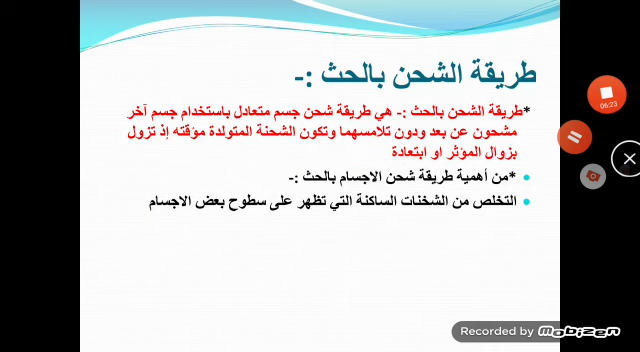 طريقة الشحن بالحث :-
*طريقة الشحن بالحث :- هي طريقة شحن جسم متعادل باستخدام جسم آخر
مشحون عن بعد ودون تلامسهما وتكون الشحنة المتولدة مؤقته إذ تزول
بزوال المؤثر او ابتعادة
*من أهمية طريقة شحن الاجسام بالحث :-
التخلص من الشحنات الساكنة التي تظهر على سطوح بعض الاجسام
05:23
Recorded by Mobizen